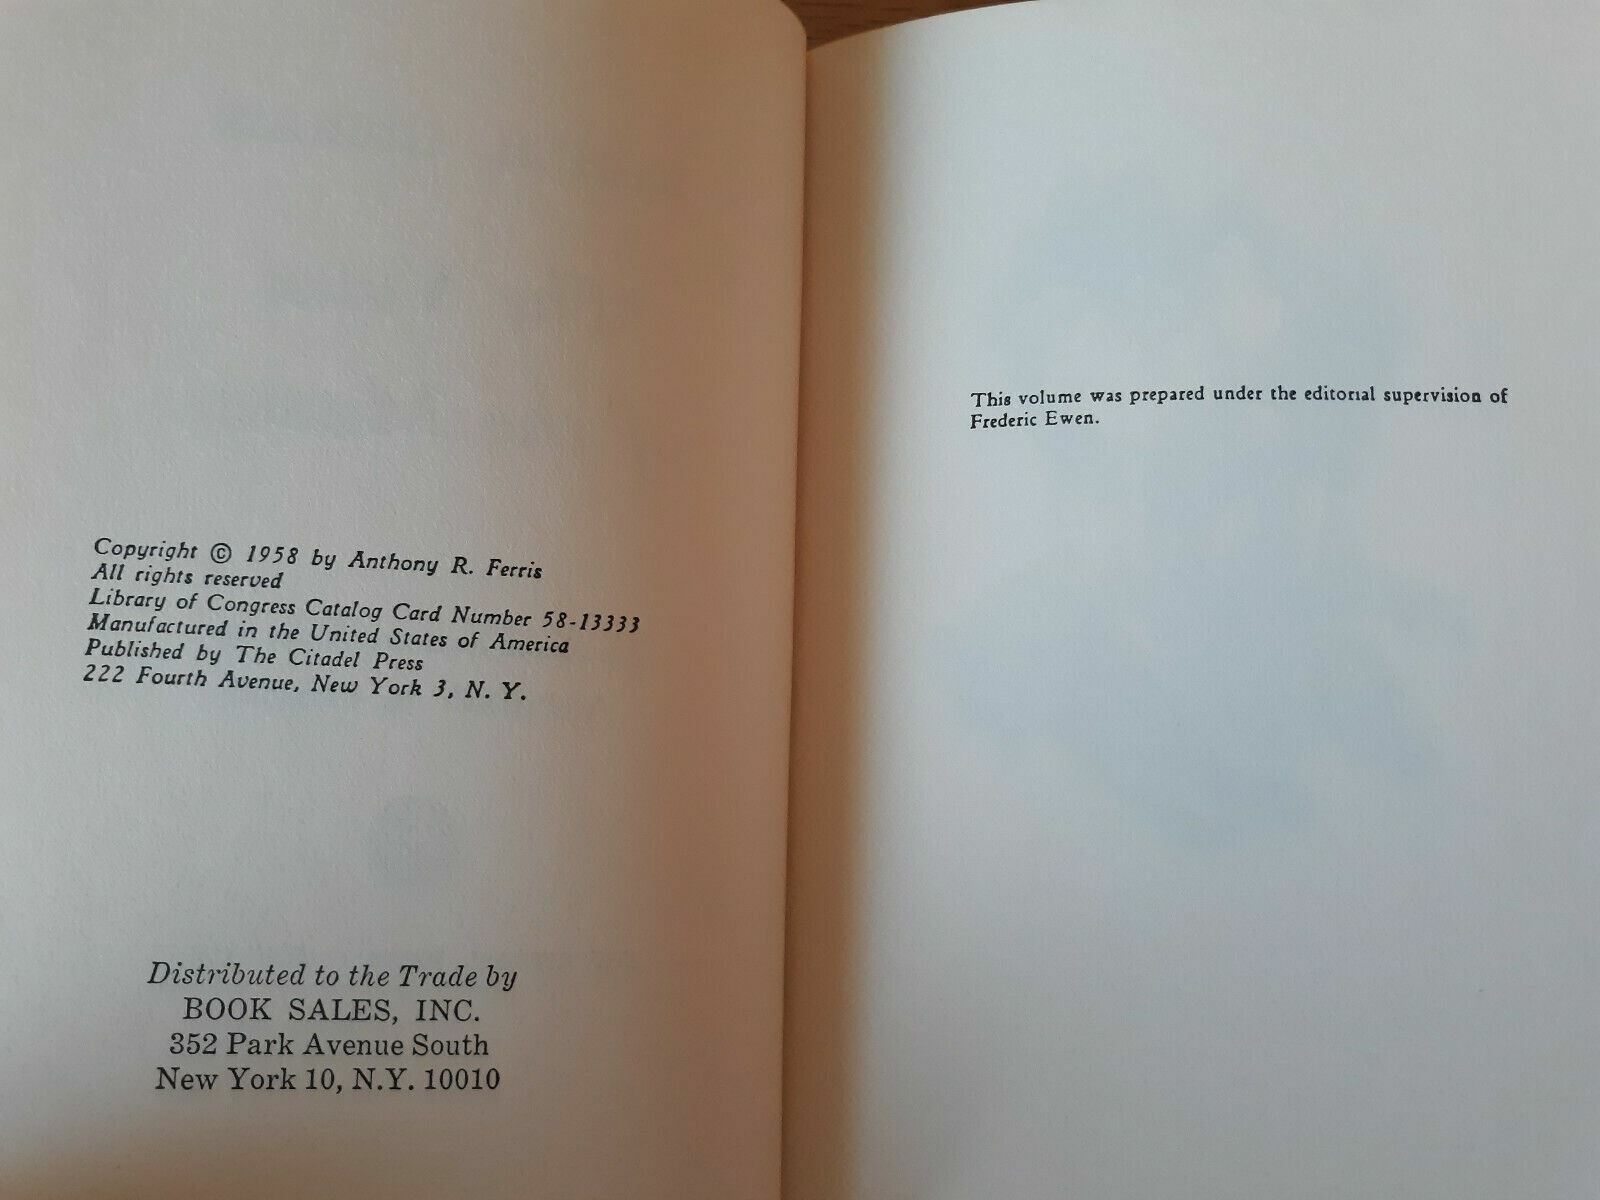 Copyright © 1958 by Anthony R. Ferris
All rights reserved
Library of Congress Catalog Card Number 58-13333
Manufactured in the United States of America
Published by The Citadel Press
222 Fourth Avenue, New York 3, N. Y.
Distributed to the Trade by
BOOK SALES, INC.
352 Park Avenue South
New York 10, N.Y. 10010
This volume was prepared under the editorial supervision of
Frederic Ewen.